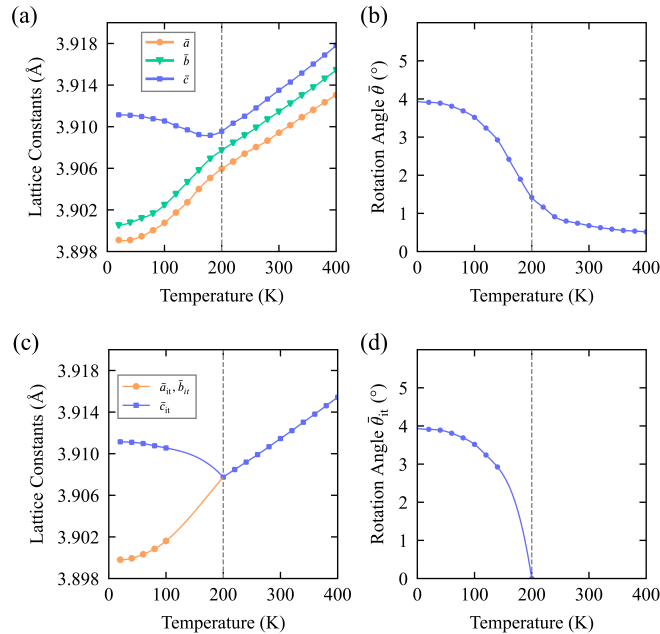 (a)
3.918
3.914
3.910
3.906
3.902
3.898
Lattice Constants (Å)
ā
b̄
c̄
0 100 200 300 400
Temperature (K)
(b)
5
4
3
2
1
0
Rotation Angle θ̄ (°)
0 100 200 300 400
Temperature (K)
(c)
3.918
3.914
3.910
3.906
3.902
3.898
Lattice Constants (Å)
ā_it, b̄_it
c̄_it
0 100 200 300 400
Temperature (K)
(d)
5
4
3
2
1
0
Rotation Angle θ̄_it (°)
0 100 200 300 400
Temperature (K)